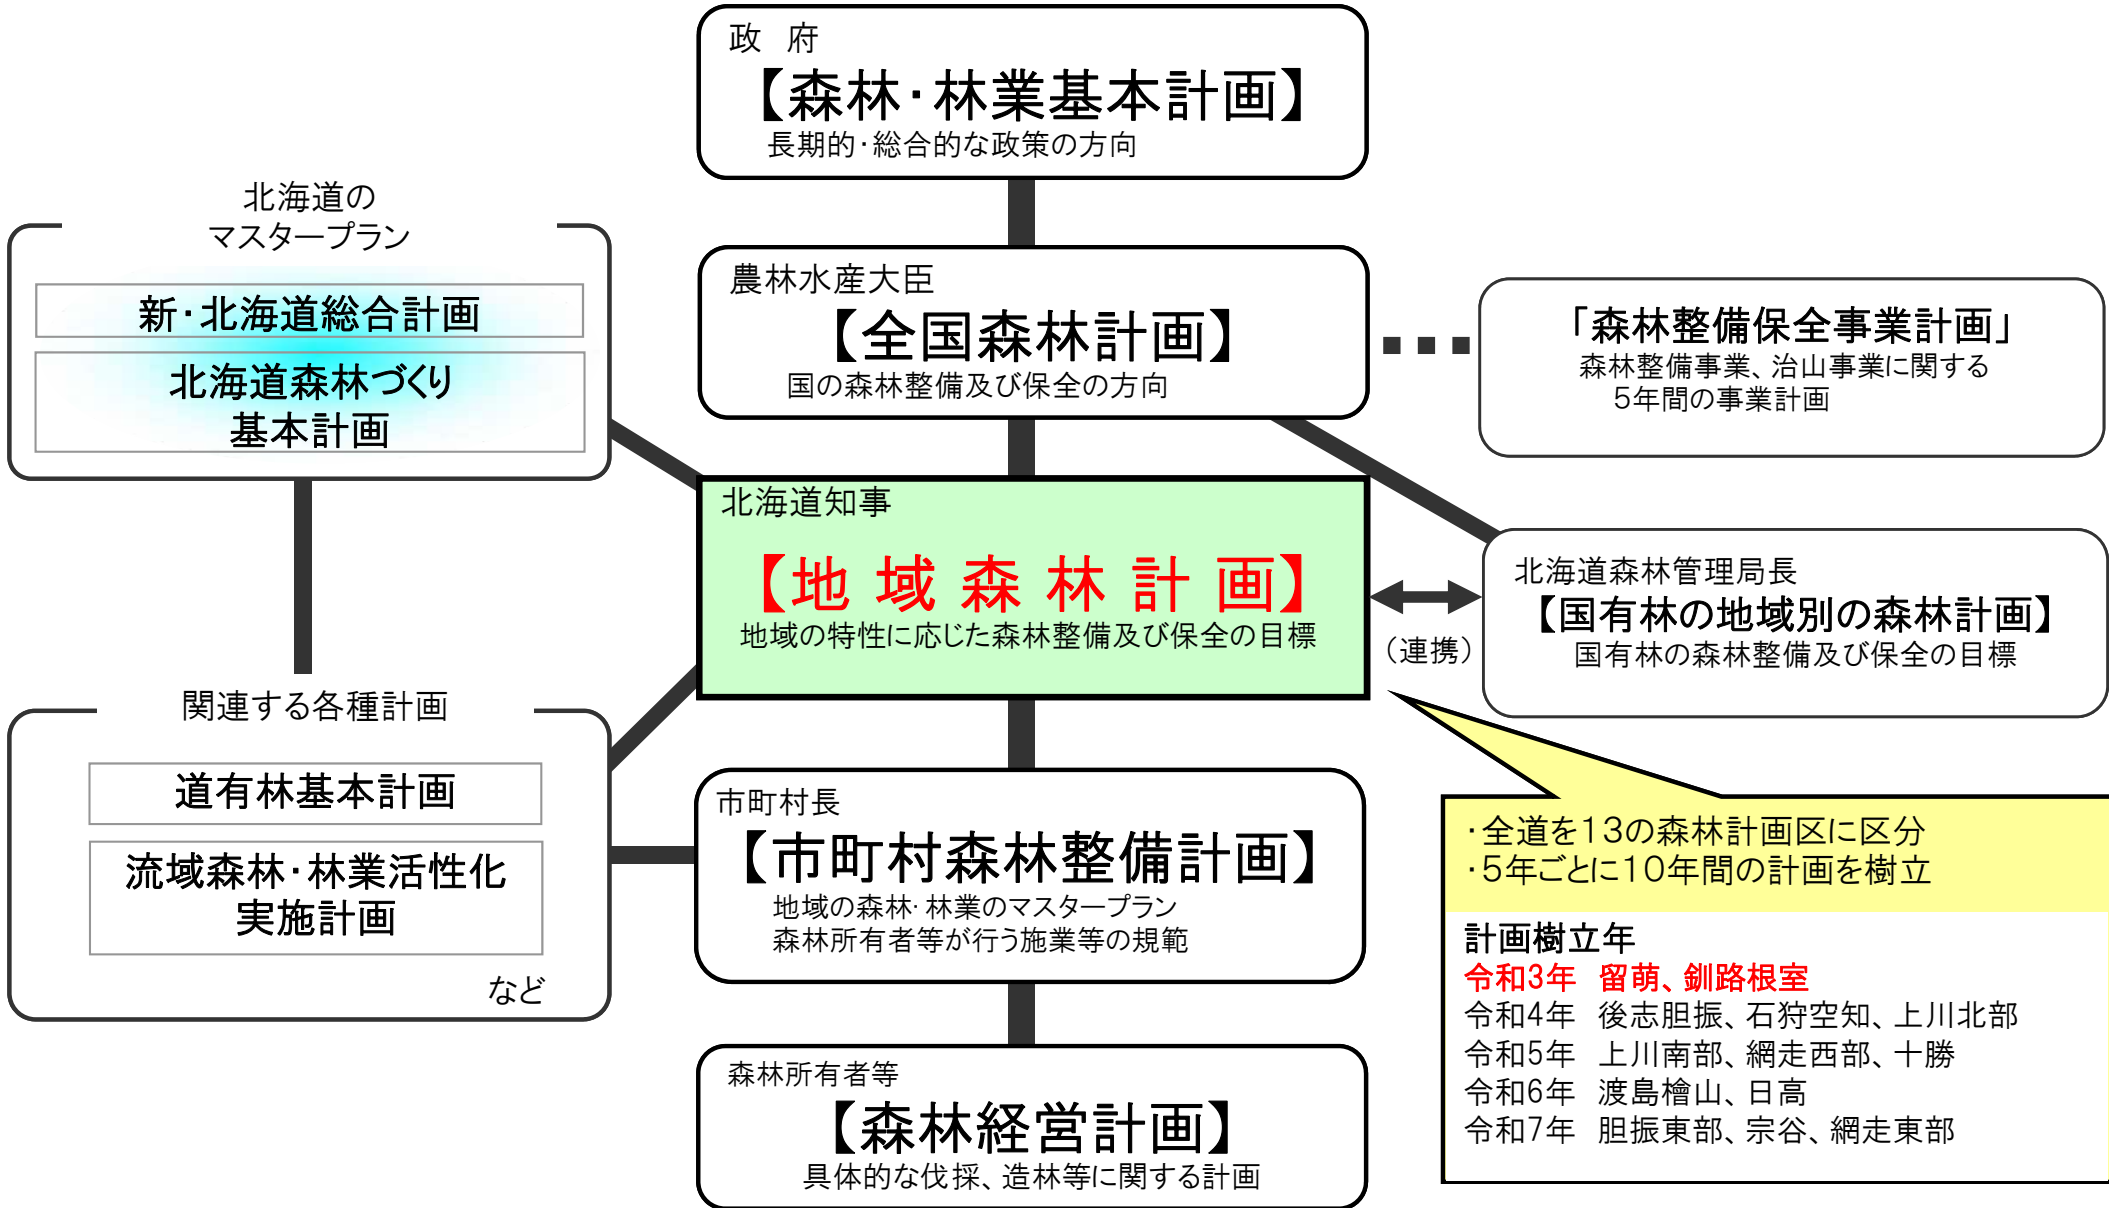 政　府
【森林・林業基本計画】
長期的・総合的な政策の方向
北海道の
マスタープラン
新・北海道総合計画
北海道森林づくり
基本計画
農林水産大臣
【全国森林計画】
国の森林整備及び保全の方向
「森林整備保全事業計画」
森林整備事業、治山事業に関する
5年間の事業計画
北海道知事
【地 域 森 林 計 画】
地域の特性に応じた森林整備及び保全の目標
（連携）
北海道森林管理局長
【国有林の地域別の森林計画】
国有林の森林整備及び保全の目標
関連する各種計画
道有林基本計画
流域森林・林業活性化
実施計画
など
市町村長
【市町村森林整備計画】
地域の森林・林業のマスタープラン
森林所有者等が行う施業等の規範
森林所有者等
【森林経営計画】
具体的な伐採、造林等に関する計画
・全道を13の森林計画区に区分
・5年ごとに10年間の計画を樹立
計画樹立年
令和3年　留萌、釧路根室
令和4年　後志胆振、石狩空知、上川北部
令和5年　上川南部、網走西部、十勝
令和6年　渡島檜山、日高
令和7年　胆振東部、宗谷、網走東部